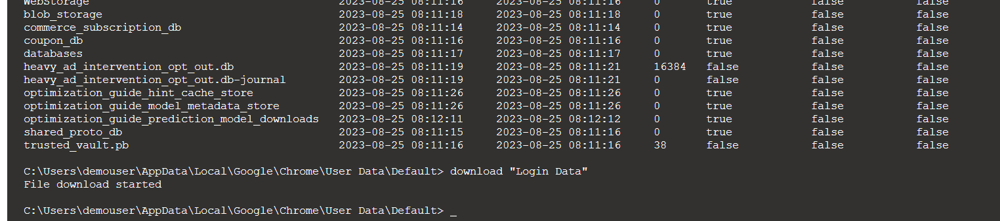 WebStorage 2023-08-25 08:11:16 2023-08-25 08:11:16 0 true false false
blob_storage 2023-08-25 08:11:18 2023-08-25 08:11:18 0 true false false
commerce_subscription_db 2023-08-25 08:11:14 2023-08-25 08:11:14 0 true false false
coupon_db 2023-08-25 08:11:16 2023-08-25 08:11:16 0 true false false
databases 2023-08-25 08:11:17 2023-08-25 08:11:17 0 true false false
heavy_ad_intervention_opt_out.db 2023-08-25 08:11:19 2023-08-25 08:11:21 16384 false false false
heavy_ad_intervention_opt_out.db-journal 2023-08-25 08:11:19 2023-08-25 08:11:21 0 false false false
optimization_guide_hint_cache_store 2023-08-25 08:11:26 2023-08-25 08:11:26 0 true false false
optimization_guide_model_metadata_store 2023-08-25 08:11:26 2023-08-25 08:11:26 0 true false false
optimization_guide_prediction_model_downloads 2023-08-25 08:12:11 2023-08-25 08:12:12 0 true false false
shared_proto_db 2023-08-25 08:11:15 2023-08-25 08:11:16 0 true false false
trusted_vault.pb 2023-08-25 08:11:16 2023-08-25 08:11:16 38 false false false
C:\Users\demouser\AppData\Local\Google\Chrome\User Data\Default> download "Login Data"
File download started
C:\Users\demouser\AppData\Local\Google\Chrome\User Data\Default> _